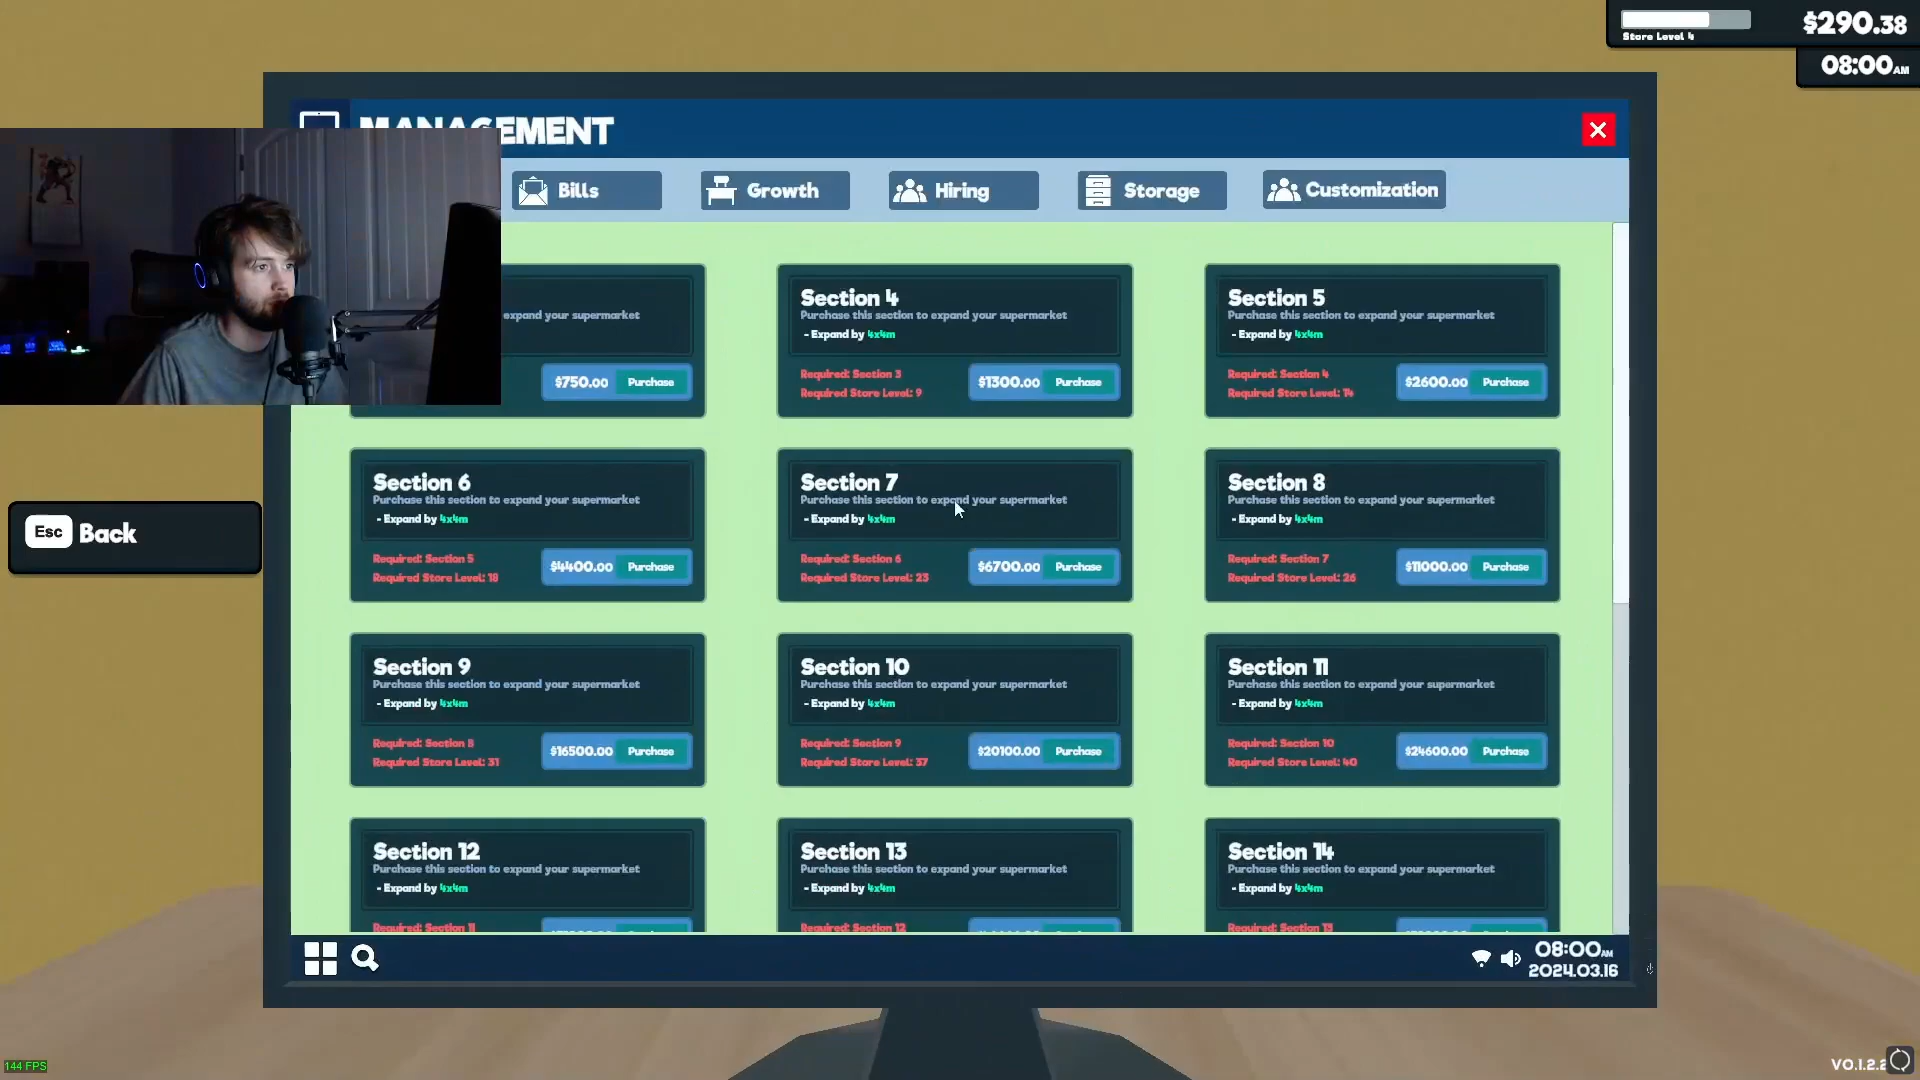 $290.38
Store Level 4
08:00AM
MANAGEMENT
Bills
Growth
Hiring
Storage
Customization
expand your supermarket
$750.00 Purchase
Section 4
Purchase this section to expand your supermarket
- Expand by 4x4m
Required: Section 3
Required Store Level: 9
$1300.00 Purchase
Section 5
Purchase this section to expand your supermarket
- Expand by 4x4m
Required: Section 4
Required Store Level: 14
$2600.00 Purchase
Section 6
Purchase this section to expand your supermarket
- Expand by 4x4m
Required: Section 5
Required Store Level: 18
$4400.00 Purchase
Section 7
Purchase this section to expand your supermarket
- Expand by 4x4m
Required: Section 6
Required Store Level: 23
$6700.00 Purchase
Section 8
Purchase this section to expand your supermarket
- Expand by 4x4m
Required: Section 7
Required Store Level: 26
$11000.00 Purchase
Esc Back
Section 9
Purchase this section to expand your supermarket
- Expand by 4x4m
Required: Section 8
Required Store Level: 31
$16500.00 Purchase
Section 10
Purchase this section to expand your supermarket
- Expand by 4x4m
Required: Section 9
Required Store Level: 37
$20100.00 Purchase
Section 11
Purchase this section to expand your supermarket
- Expand by 4x4m
Required: Section 10
Required Store Level: 40
$24600.00 Purchase
Section 12
Purchase this section to expand your supermarket
- Expand by 4x4m
Required: Section 11
Section 13
Purchase this section to expand your supermarket
- Expand by 4x4m
Required: Section 12
Section 14
Purchase this section to expand your supermarket
- Expand by 4x4m
Required: Section 13
08:00AM
2024.03.16
144 FPS